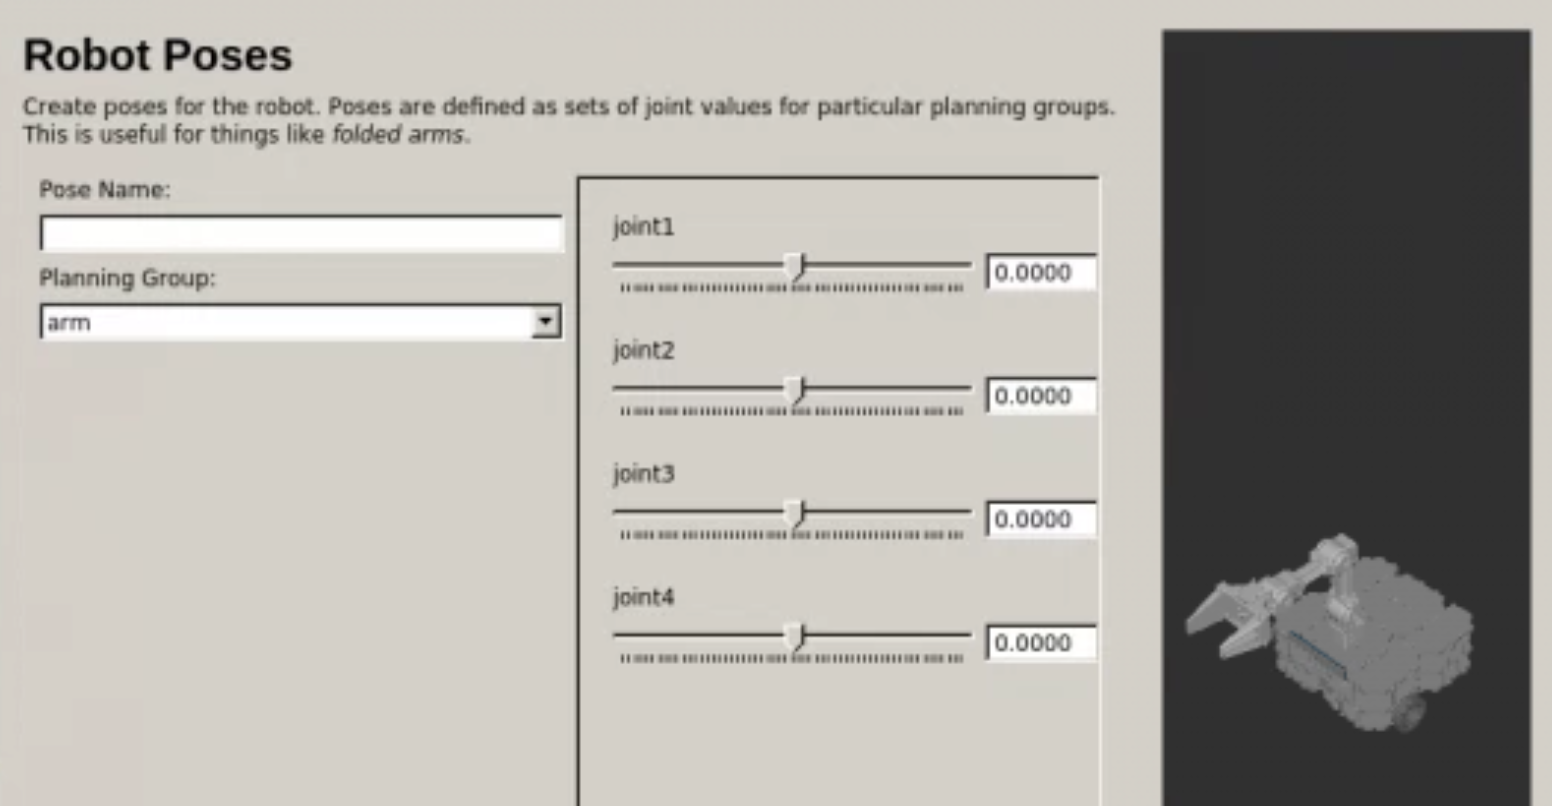 Robot Poses
Create poses for the robot. Poses are defined as sets of joint values for particular planning groups.
This is useful for things like folded arms.
Pose Name:
Planning Group:
arm
joint1
0.0000
joint2
0.0000
joint3
0.0000
joint4
0.0000